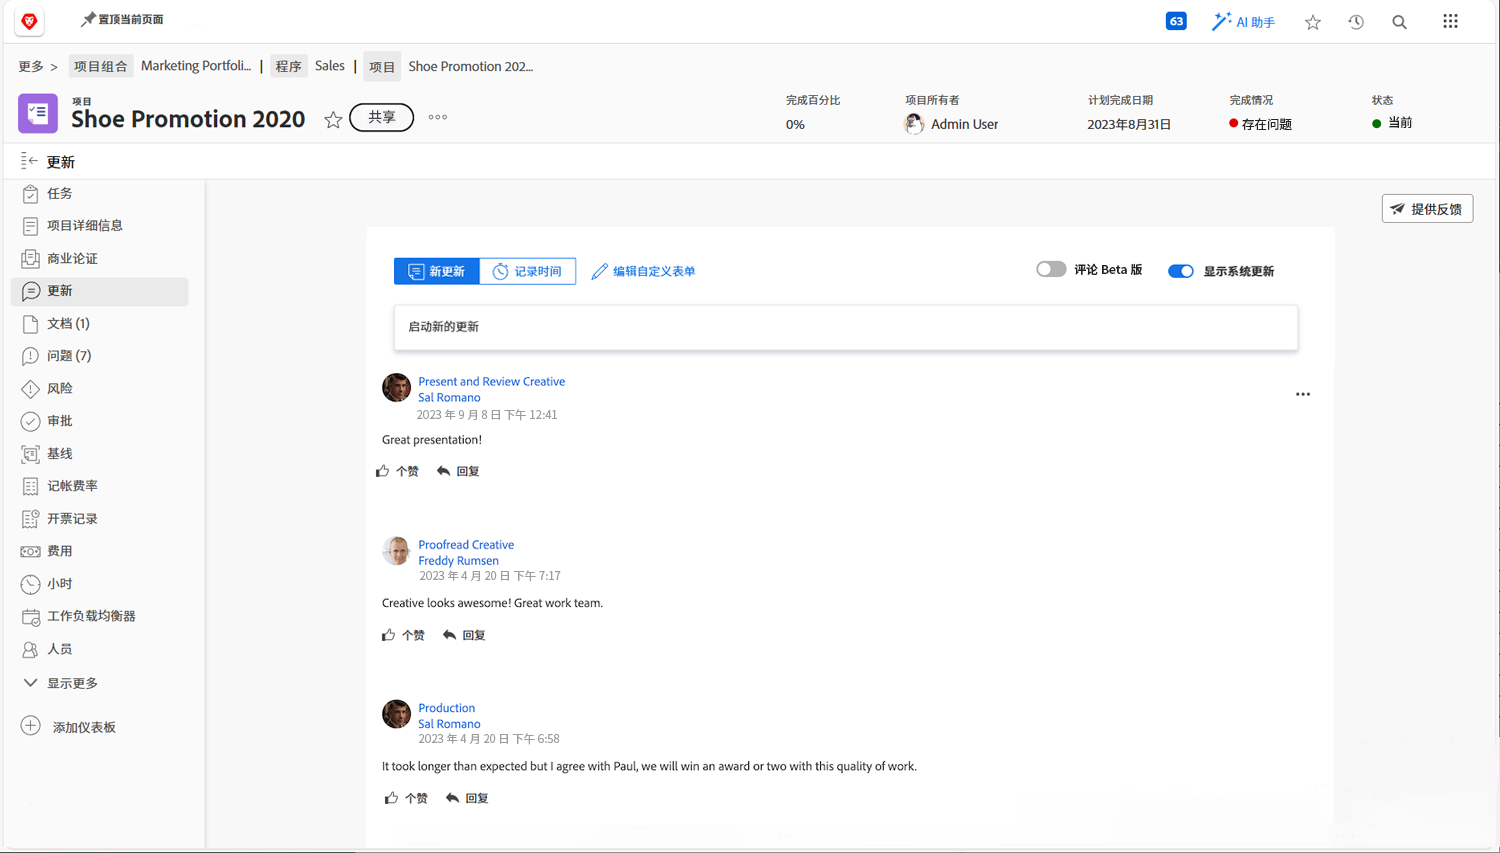 置顶当前页面
63
AI 助手
更多 > 项目组合 Marketing Portfoli... | 程序 Sales | 项目 Shoe Promotion 202...
项目
Shoe Promotion 2020
共享
完成百分比
0%
项目所有者
Admin User
计划完成日期
2023年8月31日
完成情况
存在问题
状态
当前
更新
任务
项目详细信息
商业论证
更新
文档 (1)
问题 (7)
风险
审批
基线
记帐费率
开票记录
费用
小时
工作负载均衡器
人员
显示更多
添加仪表板
提供反馈
新更新
记录时间
编辑自定义表单
评论 Beta 版
显示系统更新
启动新的更新
Present and Review Creative
Sal Romano
2023 年 9 月 8 日 下午 12:41
Great presentation!
个赞 回复
Proofread Creative
Freddy Rumsen
2023 年 4 月 20 日 下午 7:17
Creative looks awesome! Great work team.
个赞 回复
Production
Sal Romano
2023 年 4 月 20 日 下午 6:58
It took longer than expected but I agree with Paul, we will win an award or two with this quality of work.
个赞 回复